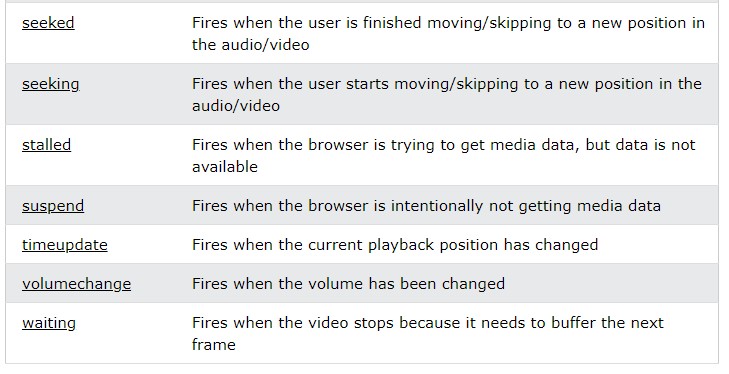 seeked Fires when the user is finished moving/skipping to a new position in
the audio/video
seeking Fires when the user starts moving/skipping to a new position in the
audio/video
stalled Fires when the browser is trying to get media data, but data is not
available
suspend Fires when the browser is intentionally not getting media data
timeupdate Fires when the current playback position has changed
volumechange Fires when the volume has been changed
waiting Fires when the video stops because it needs to buffer the next
frame